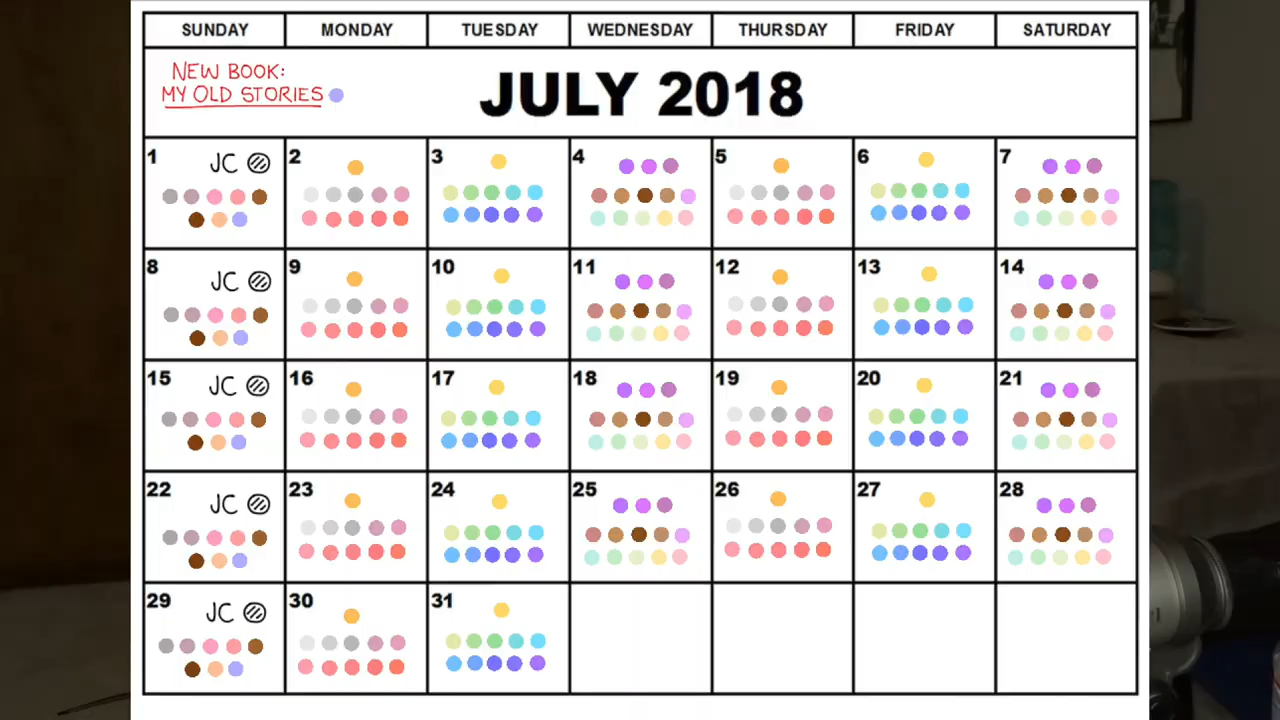 SUNDAY MONDAY TUESDAY WEDNESDAY THURSDAY FRIDAY SATURDAY
NEW BOOK:
MY OLD STORIES
JULY 2018
1 JC 2 3 4 5 6 7
8 JC 9 10 11 12 13 14
15 JC 16 17 18 19 20 21
22 JC 23 24 25 26 27 28
29 JC 30 31